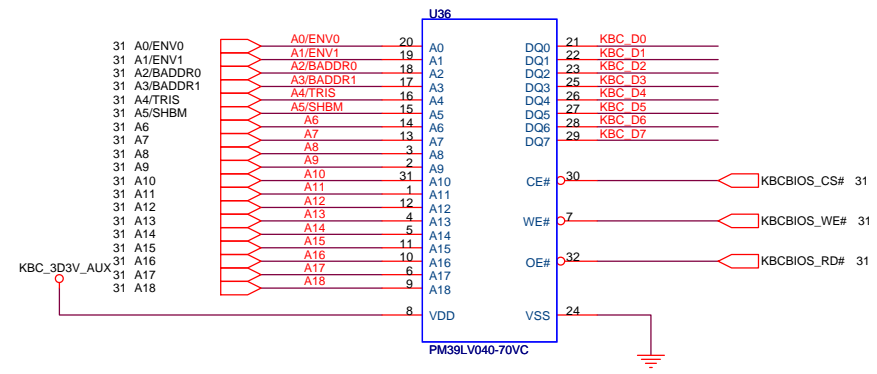 U36
31 A0/ENV0 A0/ENV0 20 A0 DQ0 21 KBC_D0
31 A1/ENV1 A1/ENV1 19 A1 DQ1 22 KBC_D1
31 A2/BADDR0 A2/BADDR0 18 A2 DQ2 23 KBC_D2
31 A3/BADDR1 A3/BADDR1 17 A3 DQ3 25 KBC_D3
31 A4/TRIS A4/TRIS 16 A4 DQ4 26 KBC_D4
31 A5/SHBM A5/SHBM 15 A5 DQ5 27 KBC_D5
31 A6 A6 14 A6 DQ6 28 KBC_D6
31 A7 A7 13 A7 DQ7 29 KBC_D7
31 A8 A8 3 A8
31 A9 A9 2 A9
31 A10 A10 31 A10 CE# 30 KBCBIOS_CS# 31
31 A11 A11 1 A11
31 A12 A12 12 A12
31 A13 A13 4 A13 WE# 7 KBCBIOS_WE# 31
31 A14 A14 5 A14
31 A15 A15 11 A15
31 A16 A16 10 A16 OE# 32 KBCBIOS_RD# 31
KBC_3D3V_AUX 31 A17 A17 6 A17
31 A18 A18 9 A18
8 VDD VSS 24
PM39LV040-70VC